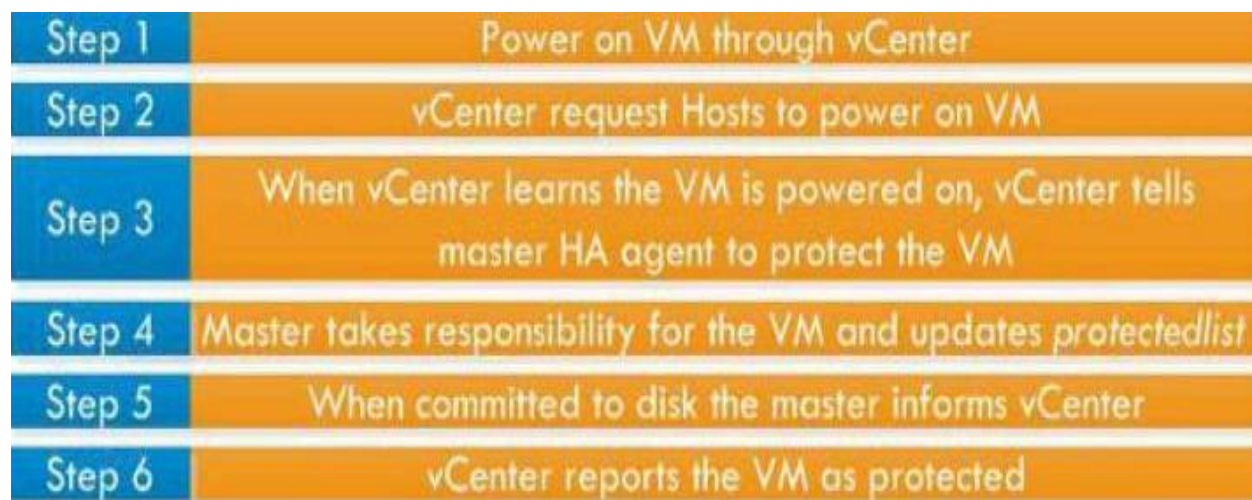 Step 1 Power on VM through vCenter
Step 2 vCenter request Hosts to power on VM
Step 3 When vCenter learns the VM is powered on, vCenter tells
master HA agent to protect the VM
Step 4 Master takes responsibility for the VM and updates protectedlist
Step 5 When committed to disk the master informs vCenter
Step 6 vCenter reports the VM as protected